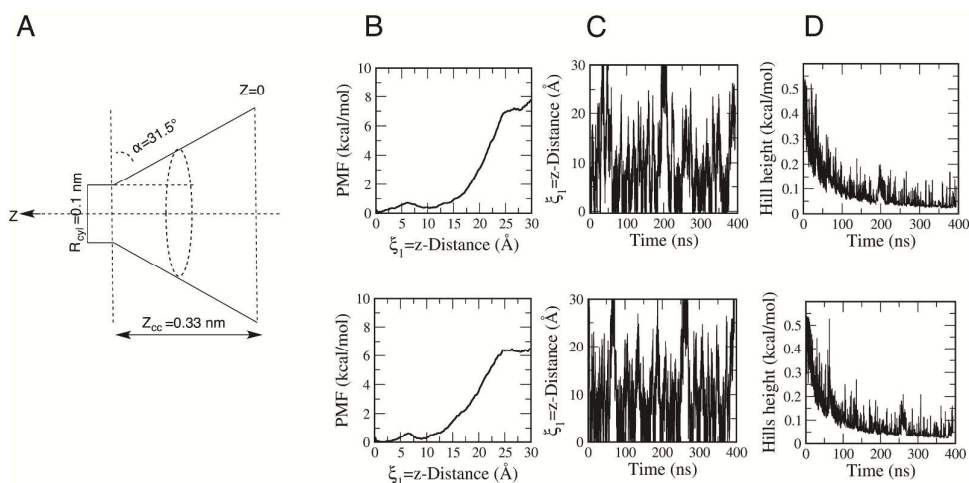 A
B
C
D
Z=0
α=31.5°
Z
R_cyl=0.1 nm
Z_cc=0.33 nm
PMF (kcal/mol)
10
8
6
4
2
0
0 5 10 15 20 25 30
ξ₁=z-Distance (Å)
ξ₁=z-Distance (Å)
30
20
10
0
0 100 200 300 400
Time (ns)
Hill height (kcal/mol)
0.6
0.5
0.4
0.3
0.2
0.1
0
0 100 200 300 400
Time (ns)
PMF (kcal/mol)
10
8
6
4
2
0
0 5 10 15 20 25 30
ξ₁=z-Distance (Å)
ξ₁=z-Distance (Å)
30
20
10
0
0 100 200 300 400
Time (ns)
Hills height (kcal/mol)
0.6
0.5
0.4
0.3
0.2
0.1
0
0 100 200 300 400
Time (ns)